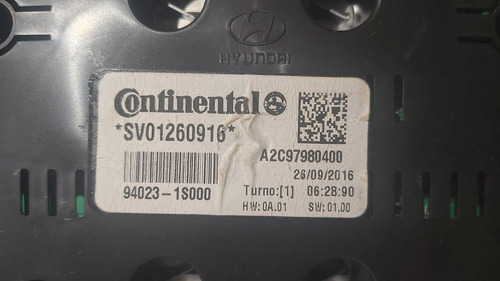 HYUNDAI
Continental
*SV01260916*
A2C97980400
26/09/2016
94023-1S000
Turno:[1] 06:28:90
HW:0A.01 SW:01.00